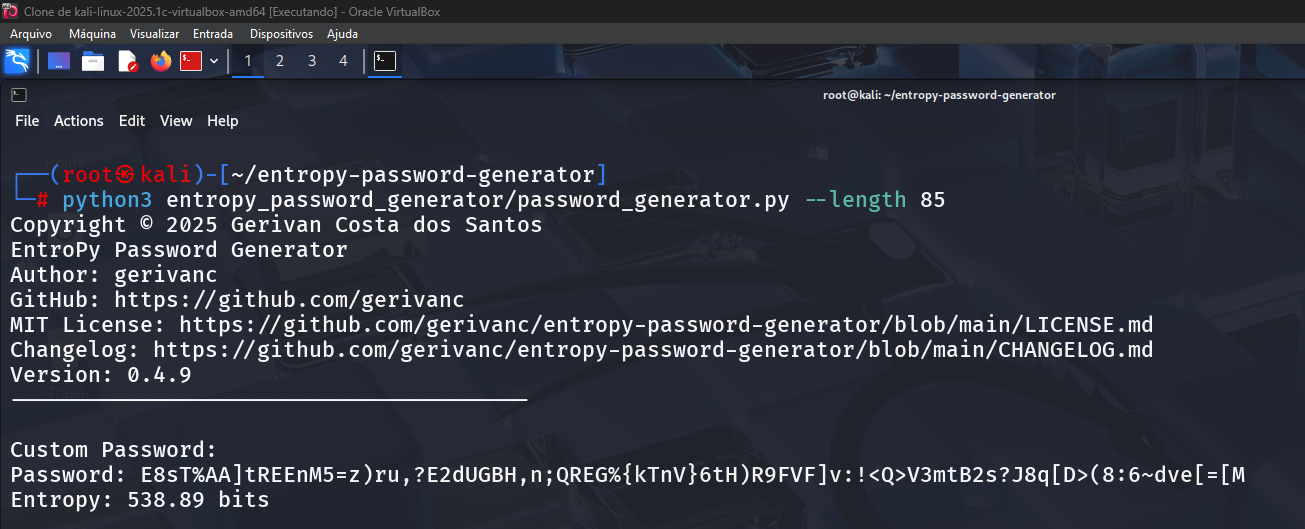 Clone de kali-linux-2025.1c-virtualbox-amd64 [Executando] - Oracle VirtualBox
Arquivo Máquina Visualizar Entrada Dispositivos Ajuda
1 2 3 4
root@kali: ~/entropy-password-generator
File Actions Edit View Help
┌──(root㉿kali)-[~/entropy-password-generator]
└─# python3 entropy_password_generator/password_generator.py --length 85
Copyright © 2025 Gerivan Costa dos Santos
EntroPy Password Generator
Author: gerivanc
GitHub: https://github.com/gerivanc
MIT License: https://github.com/gerivanc/entropy-password-generator/blob/main/LICENSE.md
Changelog: https://github.com/gerivanc/entropy-password-generator/blob/main/CHANGELOG.md
Version: 0.4.9
Custom Password:
Password: E8sT%AA]tREEnM5=z)ru,?E2dUGBH,n;QREG%{kTnV}6tH)R9FVF]v:!<Q>V3mtB2s?J8q[D>(8:6~dve[=[M
Entropy: 538.89 bits